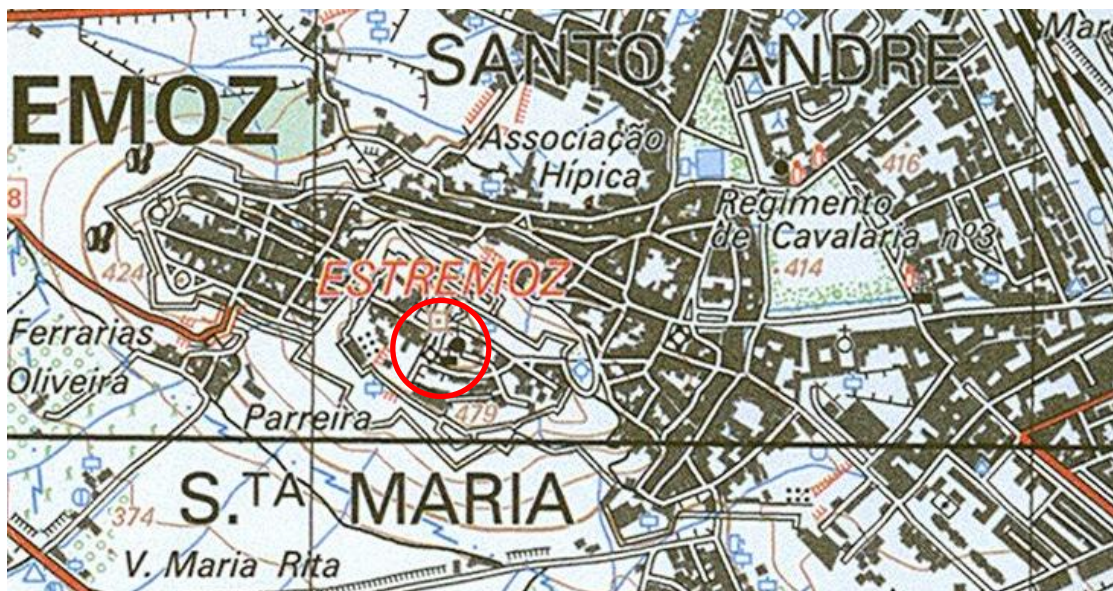 SANTO ANDRE
Mar
EMOZ
Associação
Hípica
416
8
Regimento
de Cavalaria nº3
424
ESTREMOZ
414
Ferrarias
Oliveira
Parreira
479
S.TA MARIA
374
V. Maria Rita